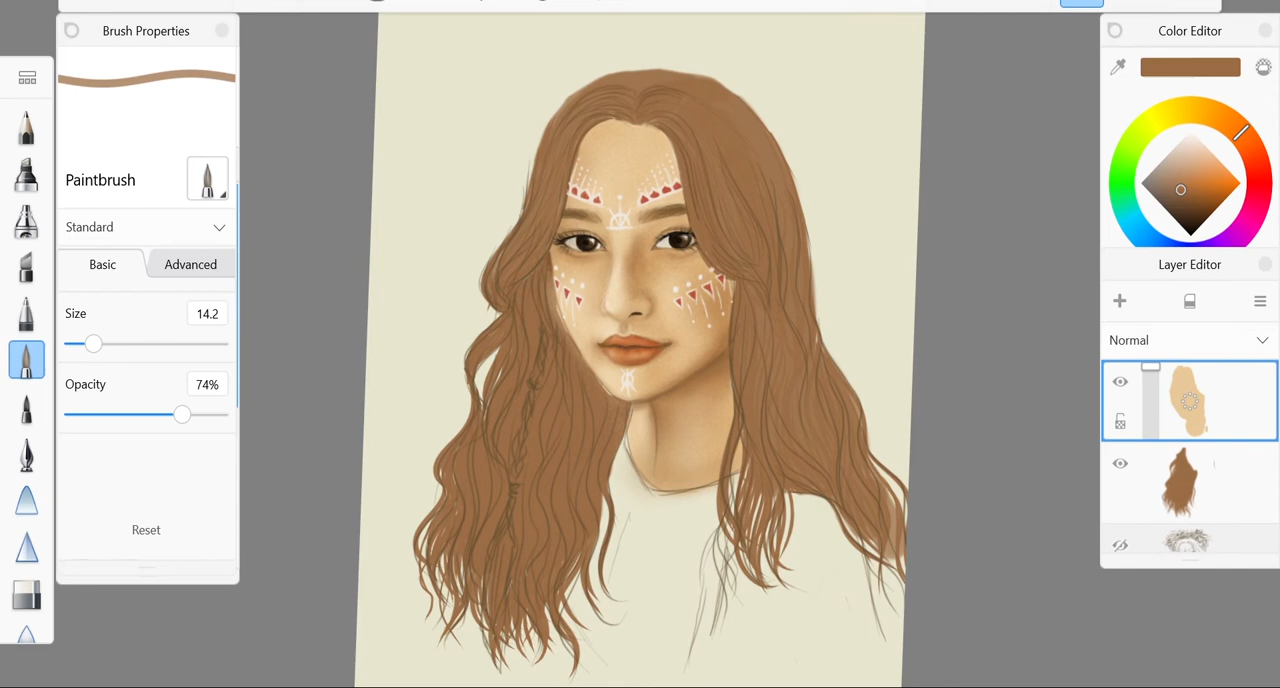 Brush Properties
Paintbrush
Standard
Basic
Advanced
Size
14.2
Opacity
74%
Reset
Color Editor
Layer Editor
Normal